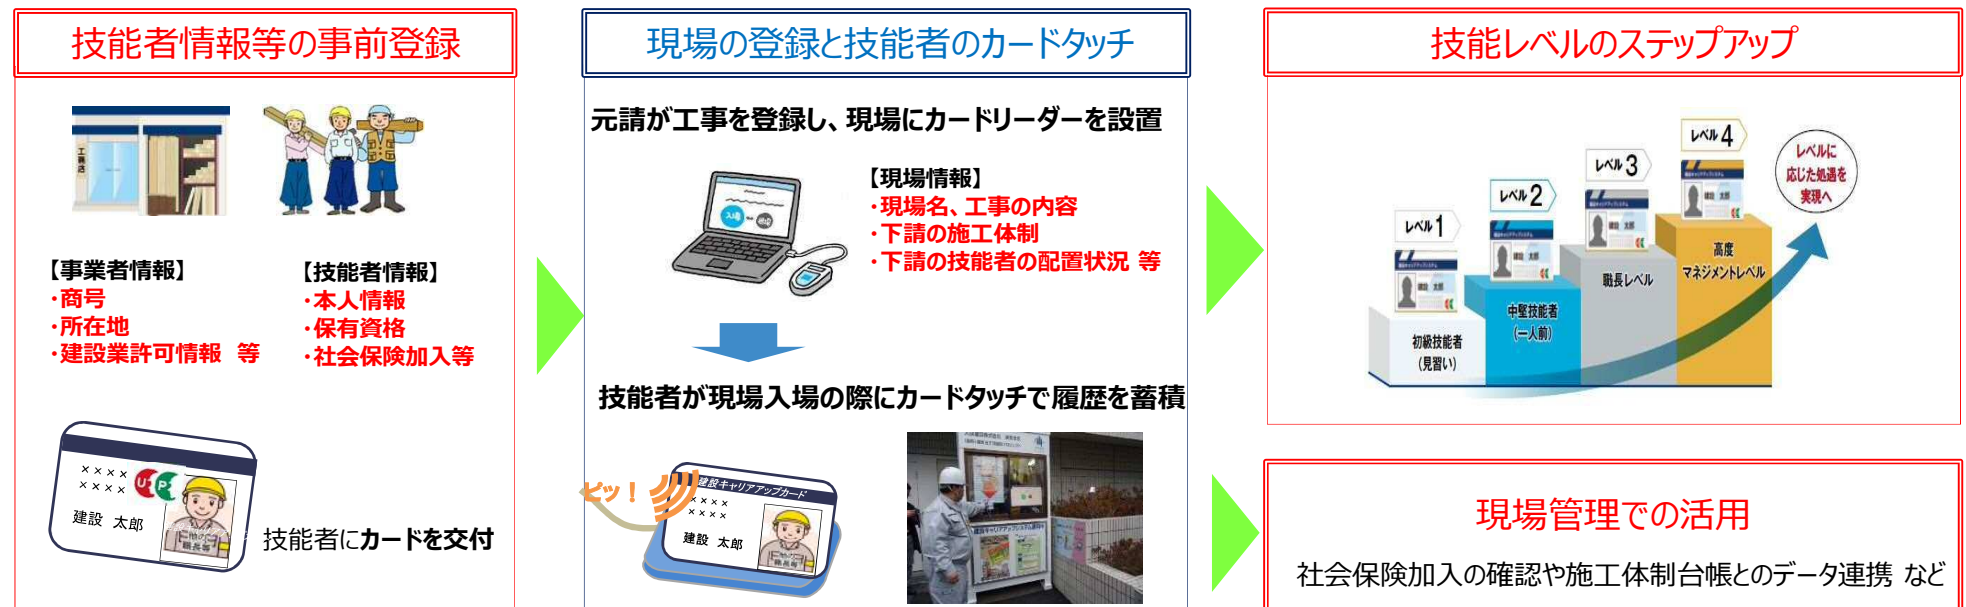 技能者情報等の事前登録
工務店
【事業者情報】
・商号
・所在地
・建設業許可情報 等
【技能者情報】
・本人情報
・保有資格
・社会保険加入等
××××
××××
建設 太郎
職長等
技能者にカードを交付
現場の登録と技能者のカードタッチ
元請が工事を登録し、現場にカードリーダーを設置
入場
【現場情報】
・現場名、工事の内容
・下請の施工体制
・下請の技能者の配置状況 等
技能者が現場入場の際にカードタッチで履歴を蓄積
ピッ！
建設キャリアアップカード
××××
××××
建設 太郎
技能レベルのステップアップ
レベル1
初級技能者
(見習い)
レベル2
中堅技能者
(一人前)
レベル3
職長レベル
レベル4
高度
マネジメントレベル
レベルに
応じた処遇を
実現へ
現場管理での活用
社会保険加入の確認や施工体制台帳とのデータ連携 など